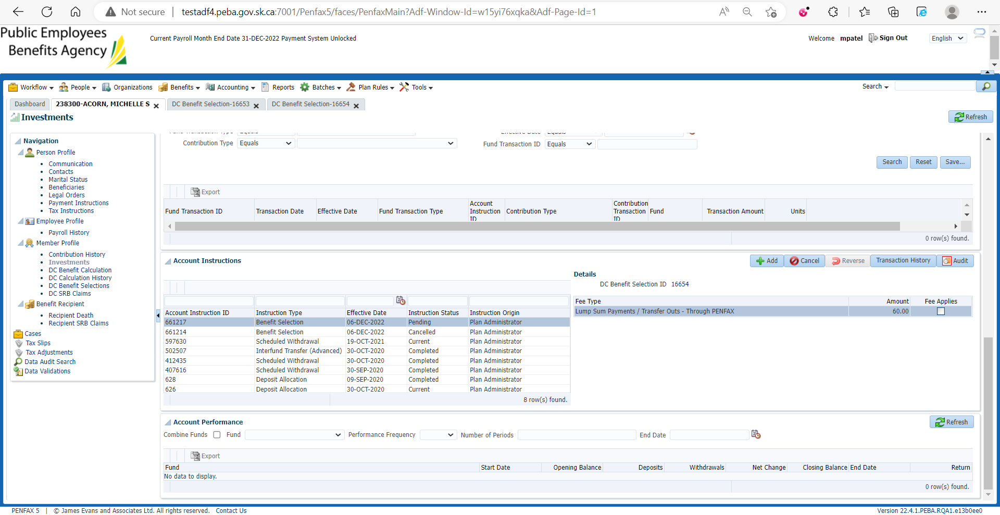 Not secure | testadf4.peba.gov.sk.ca:7001/Penfax5/faces/PenfaxMain?Adf-Window-Id=w15yi76xqka&Adf-Page-Id=1
Public Employees
Benefits Agency
Current Payroll Month End Date 31-DEC-2022 Payment System Unlocked
Welcome mpatel Sign Out English
Workflow People Organizations Benefits Accounting Reports Batches Plan Rules Tools Search
Dashboard 238300-ACORN, MICHELLE S DC Benefit Selection-16653 DC Benefit Selection-16654
Investments Refresh
Navigation
Person Profile
Communication
Contacts
Marital Status
Beneficiaries
Legal Orders
Payment Instructions
Tax Instructions
Employee Profile
Payroll History
Member Profile
Contribution History
Investments
DC Benefit Calculation
DC Calculation History
DC Benefit Selections
DC SRB Claims
Benefit Recipient
Recipient Death
Recipient SRB Claims
Cases
Tax Slips
Tax Adjustments
Data Audit Search
Data Validations
Fund Transaction Type Equals Effective Date Equals
Contribution Type Equals Fund Transaction ID Equals
Search Reset Save...
Export
Fund Transaction ID Transaction Date Effective Date Fund Transaction Type Account Instruction ID Contribution Type Contribution Transaction ID Fund Transaction Amount Units
0 row(s) found.
Account Instructions Add Cancel Reverse Transaction History Audit
Details
DC Benefit Selection ID 16654
Fee Type Amount Fee Applies
Lump Sum Payments / Transfer Outs - Through PENFAX 60.00
Account Instruction ID Instruction Type Effective Date Instruction Status Instruction Origin
661217 Benefit Selection 06-DEC-2022 Pending Plan Administrator
661214 Benefit Selection 06-DEC-2022 Cancelled Plan Administrator
597630 Scheduled Withdrawal 19-OCT-2021 Current Plan Administrator
502507 Interfund Transfer (Advanced) 30-OCT-2020 Completed Plan Administrator
412435 Scheduled Withdrawal 30-OCT-2020 Completed Plan Administrator
407616 Scheduled Withdrawal 30-SEP-2020 Completed Plan Administrator
628 Deposit Allocation 09-SEP-2020 Completed Plan Administrator
626 Deposit Allocation 30-OCT-2020 Current Plan Administrator
8 row(s) found.
Account Performance Refresh
Combine Funds Fund Performance Frequency Number of Periods End Date
Export
Fund Start Date Opening Balance Deposits Withdrawals Net Change Closing Balance End Date Return
No data to display.
0 row(s) found.
PENFAX 5 | © James Evans and Associates Ltd. All rights reserved. Contact Us Version 22.4.1.PEBA.RQA1.e13b0ee0